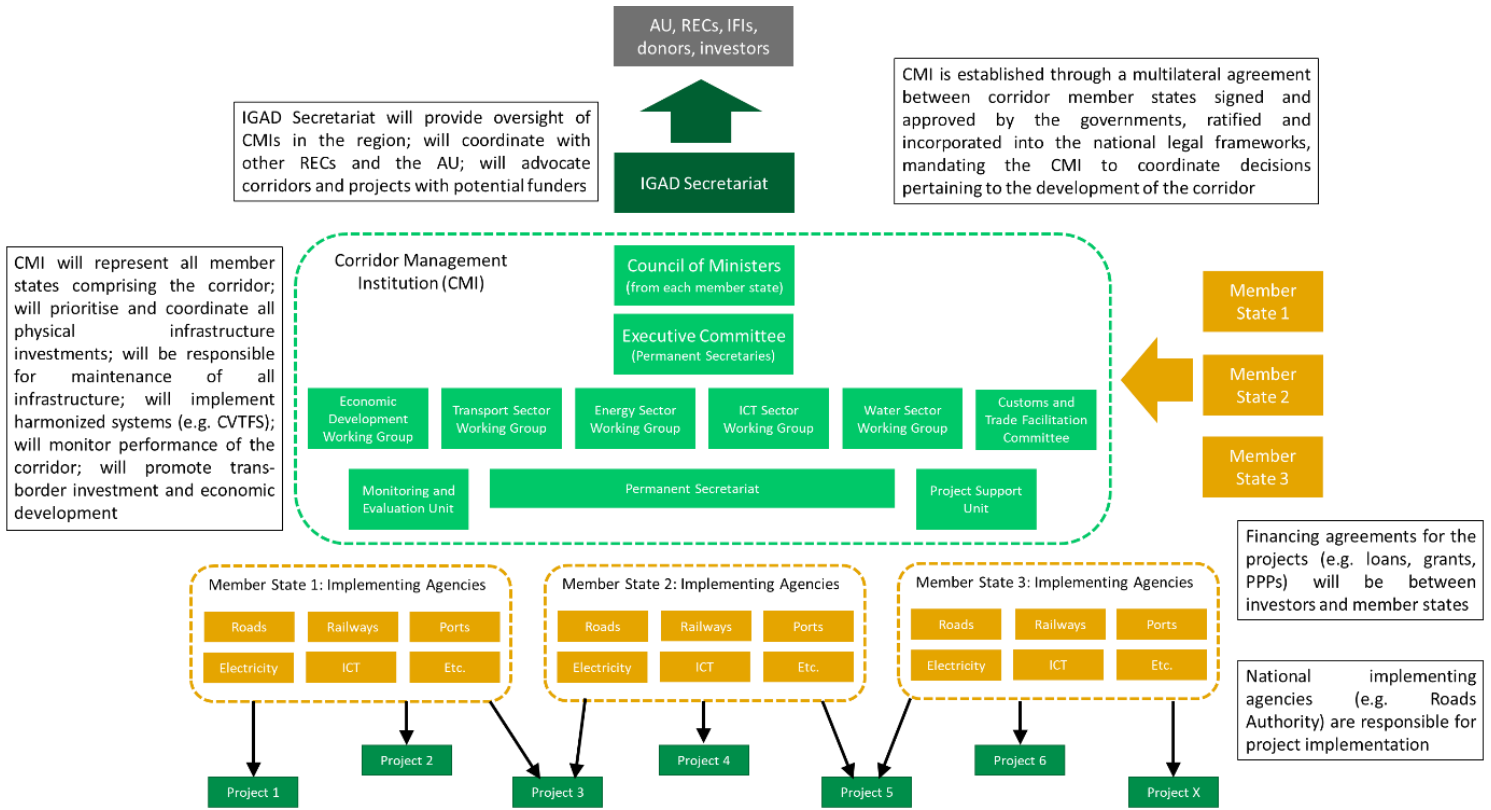 AU, RECs, IFIs,
donors, investors
IGAD Secretariat will provide oversight of
CMIs in the region; will coordinate with
other RECs and the AU; will advocate
corridors and projects with potential funders
IGAD Secretariat
CMI is established through a multilateral agreement
between corridor member states signed and
approved by the governments, ratified and
incorporated into the national legal frameworks,
mandating the CMI to coordinate decisions
pertaining to the development of the corridor
CMI will represent all member
states comprising the corridor;
will prioritise and coordinate all
physical infrastructure
investments; will be responsible
for maintenance of all
infrastructure; will implement
harmonized systems (e.g. CVTFS);
will monitor performance of the
corridor; will promote trans-
border investment and economic
development
Corridor Management
Institution (CMI)
Council of Ministers
(from each member state)
Executive Committee
(Permanent Secretaries)
Economic
Development
Working Group
Transport Sector
Working Group
Energy Sector
Working Group
ICT Sector
Working Group
Water Sector
Working Group
Customs and
Trade Facilitation
Committee
Monitoring and
Evaluation Unit
Permanent Secretariat
Project Support
Unit
Member
State 1
Member
State 2
Member
State 3
Financing agreements for the
projects (e.g. loans, grants,
PPPs) will be between
investors and member states
Member State 1: Implementing Agencies
Roads
Railways
Ports
Electricity
ICT
Etc.
Member State 2: Implementing Agencies
Roads
Railways
Ports
Electricity
ICT
Etc.
Member State 3: Implementing Agencies
Roads
Railways
Ports
Electricity
ICT
Etc.
National implementing
agencies (e.g. Roads
Authority) are responsible for
project implementation
Project 1
Project 2
Project 3
Project 4
Project 5
Project 6
Project X